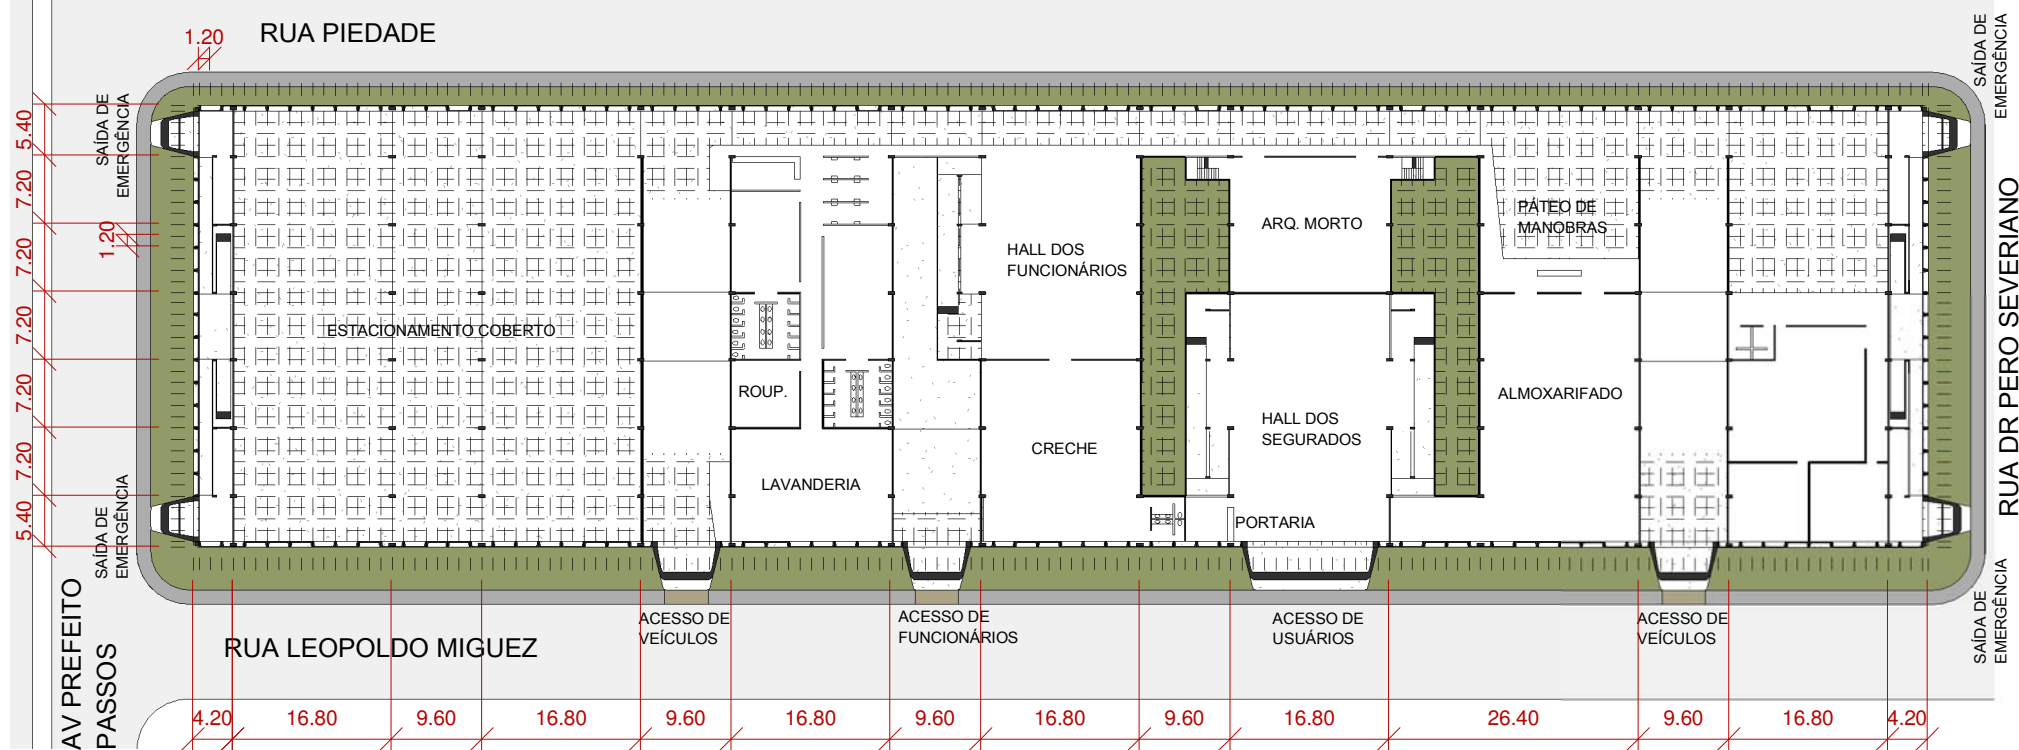 1.20
RUA PIEDADE
SAÍDA DE
EMERGÊNCIA
SAÍDA DE
EMERGÊNCIA
5.40
7.20
7.20
7.20
7.20
7.20
5.40
1.20
HALL DOS
FUNCIONÁRIOS
ARQ. MORTO
PÁTEO DE
MANOBRAS
ESTACIONAMENTO COBERTO
ROUP.
CRECHE
HALL DOS
SEGURADOS
ALMOXARIFADO
LAVANDERIA
PORTARIA
RUA DR PERO SEVERIANO
SAÍDA DE
EMERGÊNCIA
SAÍDA DE
EMERGÊNCIA
ACESSO DE
VEÍCULOS
ACESSO DE
FUNCIONÁRIOS
ACESSO DE
USUÁRIOS
ACESSO DE
VEÍCULOS
RUA LEOPOLDO MIGUEZ
AV PREFEITO
PASSOS
4.20
16.80
9.60
16.80
9.60
16.80
9.60
16.80
9.60
16.80
26.40
9.60
16.80
4.20